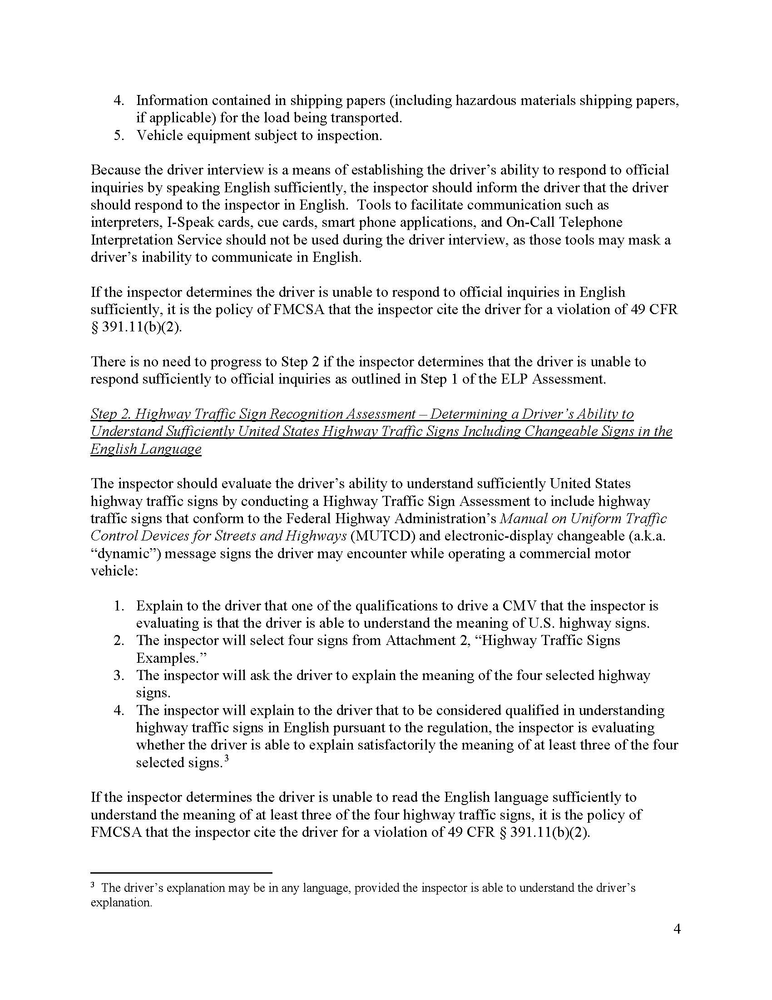 4. Information contained in shipping papers (including hazardous materials shipping papers,
if applicable) for the load being transported.
5. Vehicle equipment subject to inspection.
Because the driver interview is a means of establishing the driver’s ability to respond to official
inquiries by speaking English sufficiently, the inspector should inform the driver that the driver
should respond to the inspector in English.  Tools to facilitate communication such as
interpreters, I-Speak cards, cue cards, smart phone applications, and On-Call Telephone
Interpretation Service should not be used during the driver interview, as those tools may mask a
driver’s inability to communicate in English.
If the inspector determines the driver is unable to respond to official inquiries in English
sufficiently, it is the policy of FMCSA that the inspector cite the driver for a violation of 49 CFR
§ 391.11(b)(2).
There is no need to progress to Step 2 if the inspector determines that the driver is unable to
respond sufficiently to official inquiries as outlined in Step 1 of the ELP Assessment.
Step 2. Highway Traffic Sign Recognition Assessment – Determining a Driver’s Ability to
Understand Sufficiently United States Highway Traffic Signs Including Changeable Signs in the
English Language
The inspector should evaluate the driver’s ability to understand sufficiently United States
highway traffic signs by conducting a Highway Traffic Sign Assessment to include highway
traffic signs that conform to the Federal Highway Administration’s Manual on Uniform Traffic
Control Devices for Streets and Highways (MUTCD) and electronic-display changeable (a.k.a.
“dynamic”) message signs the driver may encounter while operating a commercial motor
vehicle:
1. Explain to the driver that one of the qualifications to drive a CMV that the inspector is
evaluating is that the driver is able to understand the meaning of U.S. highway signs.
2. The inspector will select four signs from Attachment 2, “Highway Traffic Signs
Examples.”
3. The inspector will ask the driver to explain the meaning of the four selected highway
signs.
4. The inspector will explain to the driver that to be considered qualified in understanding
highway traffic signs in English pursuant to the regulation, the inspector is evaluating
whether the driver is able to explain satisfactorily the meaning of at least three of the four
selected signs.3
If the inspector determines the driver is unable to read the English language sufficiently to
understand the meaning of at least three of the four highway traffic signs, it is the policy of
FMCSA that the inspector cite the driver for a violation of 49 CFR § 391.11(b)(2).
3 The driver’s explanation may be in any language, provided the inspector is able to understand the driver’s
explanation.
4